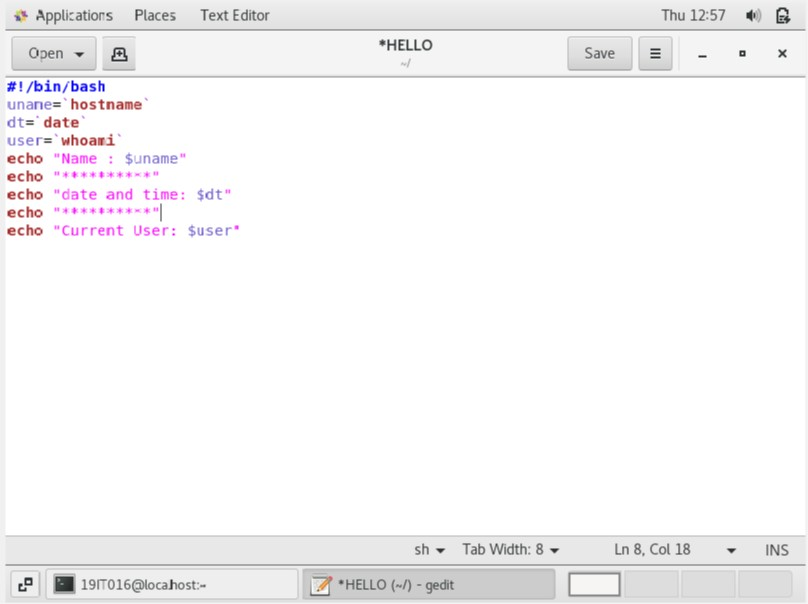 Applications Places Text Editor Thu 12:57
Open *HELLO Save
~/
#!/bin/bash
uname=`hostname`
dt=`date`
user=`whoami`
echo "Name : $uname"
echo "**********"
echo "date and time: $dt"
echo "**********"
echo "Current User: $user"
sh Tab Width: 8 Ln 8, Col 18 INS
19IT016@localhost:~ *HELLO (~/) - gedit